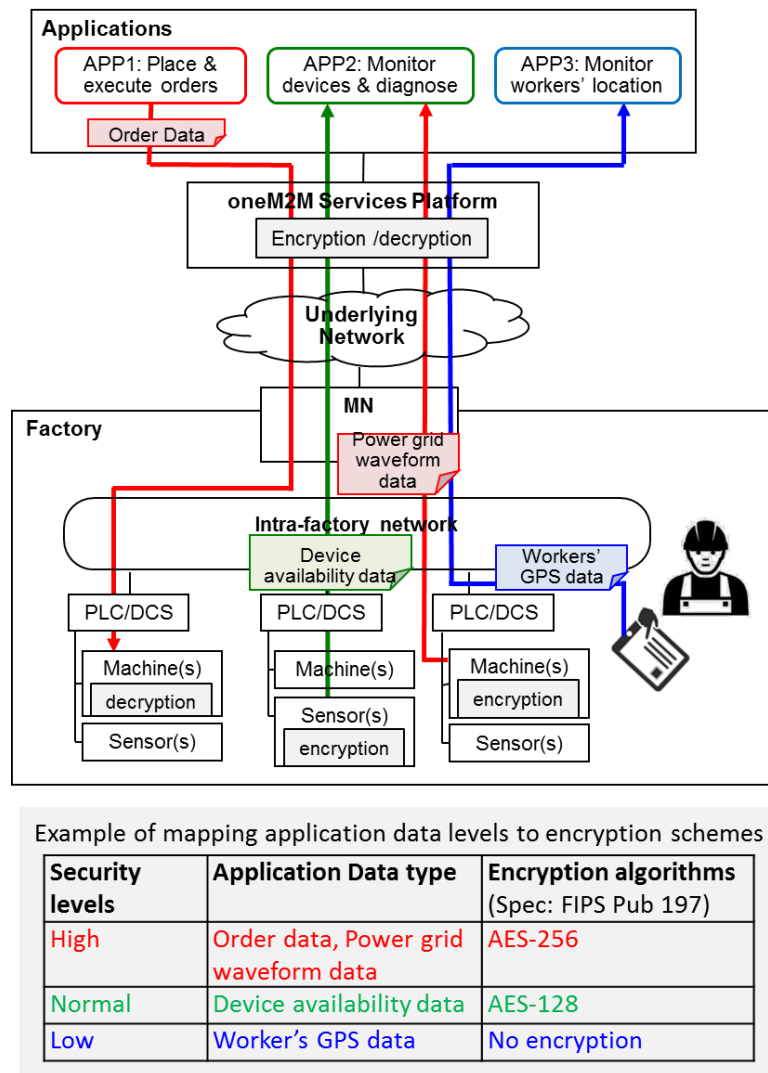 Applications
APP1: Place &
execute orders
APP2: Monitor
devices & diagnose
APP3: Monitor
workers' location
Order Data
oneM2M Services Platform
Encryption /decryption
Underlying
Network
MN
Factory
Power grid
waveform
data
Intra-factory network
Device
availability data
Workers'
GPS data
PLC/DCS
PLC/DCS
PLC/DCS
Machine(s)
decryption
Sensor(s)
Machine(s)
Sensor(s)
encryption
Machine(s)
encryption
Sensor(s)
Example of mapping application data levels to encryption schemes
Security
levels
Application Data type
Encryption algorithms
(Spec: FIPS Pub 197)
High
Order data, Power grid
waveform data
AES-256
Normal
Device availability data
AES-128
Low
Worker's GPS data
No encryption